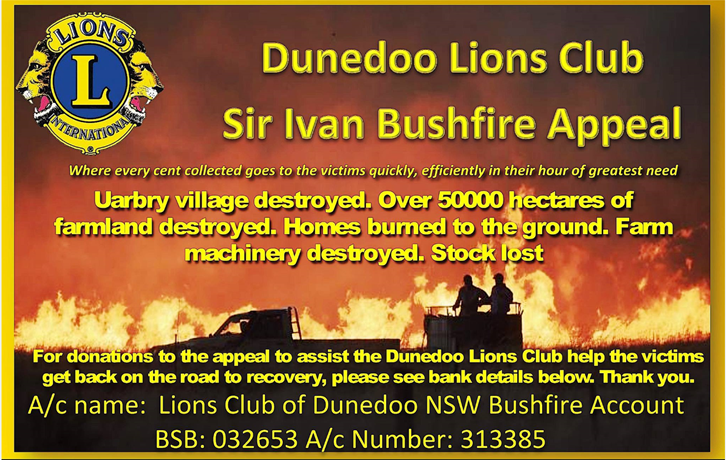 LIONS
L
INTERNATIONAL
®
Dunedoo Lions Club
Sir Ivan Bushfire Appeal
Where every cent collected goes to the victims quickly, efficiently in their hour of greatest need
Uarbry village destroyed. Over 50000 hectares of
farmland destroyed. Homes burned to the ground. Farm
machinery destroyed. Stock lost
For donations to the appeal to assist the Dunedoo Lions Club help the victims
get back on the road to recovery, please see bank details below. Thank you.
A/c name: Lions Club of Dunedoo NSW Bushfire Account
BSB: 032653 A/c Number: 313385